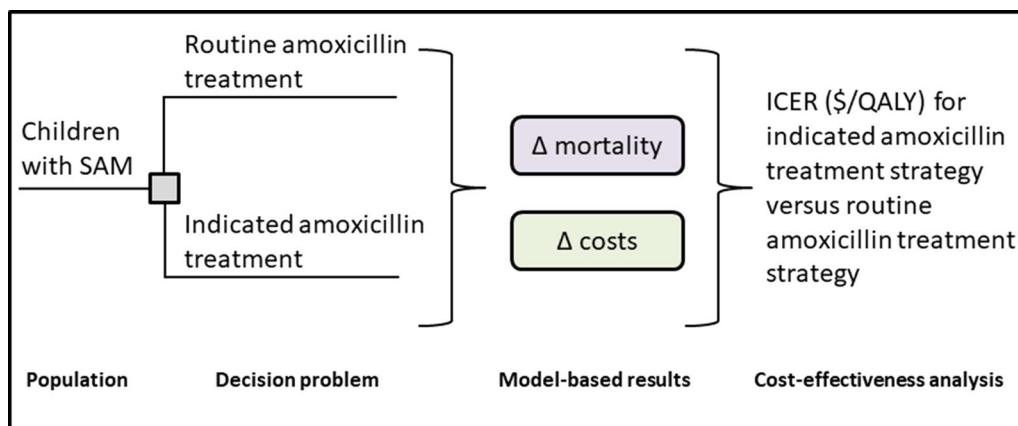 Routine amoxicillin
treatment
Children
with SAM
Indicated amoxicillin
treatment
Δ mortality
Δ costs
ICER ($/QALY) for
indicated amoxicillin
treatment strategy
versus routine
amoxicillin treatment
strategy
Population
Decision problem
Model-based results
Cost-effectiveness analysis